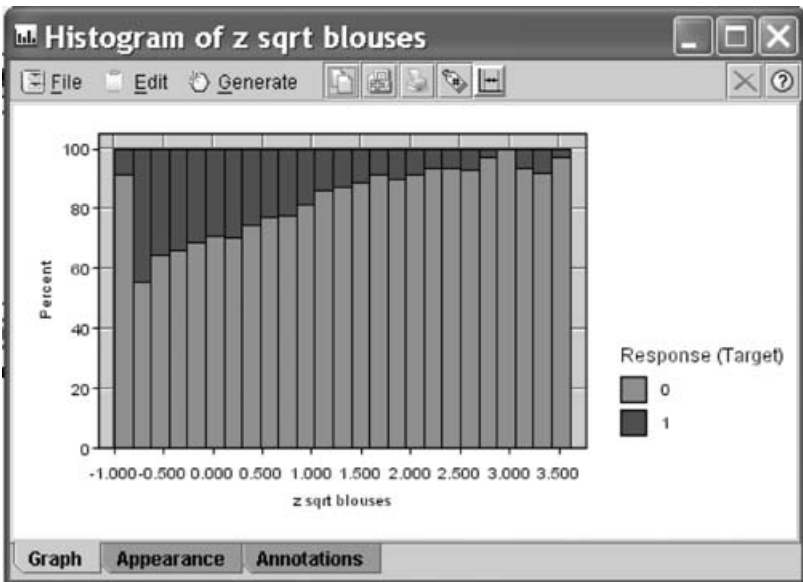 Histogram of z sqrt blouses
File Edit Generate
100
80
60
40
20
0
Percent
-1.000 -0.500 0.000 0.500 1.000 1.500 2.000 2.500 3.000 3.500
z sqrt blouses
Response (Target)
0
1
Graph Appearance Annotations